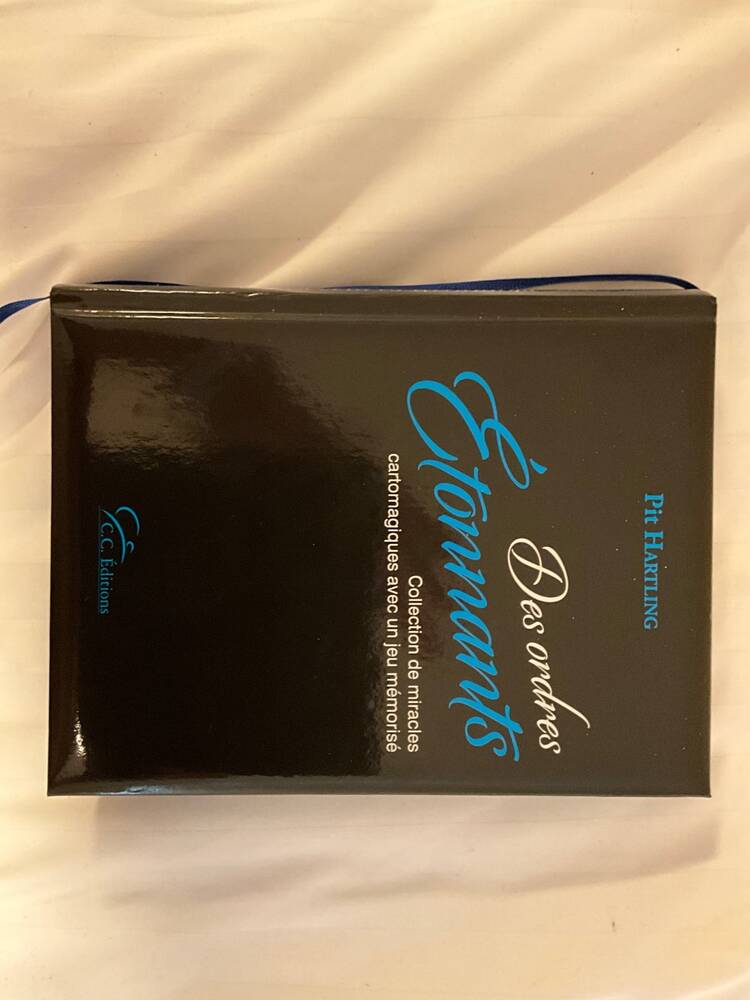 Pit HARTLING
Des ordres
Étonnants
Collection de miracles
cartomagiques avec un jeu mémorisé
C.C. Éditions